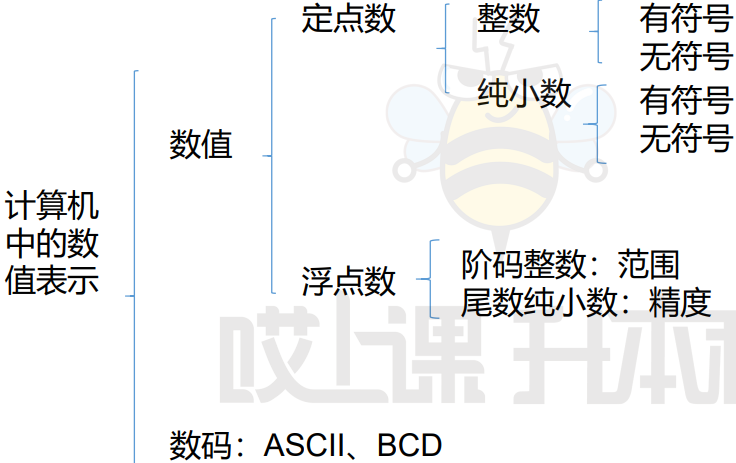 定点数
整数
有符号
无符号
纯小数
有符号
无符号
数值
计算机
中的数
值表示
浮点数
阶码整数：范围
尾数纯小数：精度
哎上课 升本
数码：ASCII、BCD